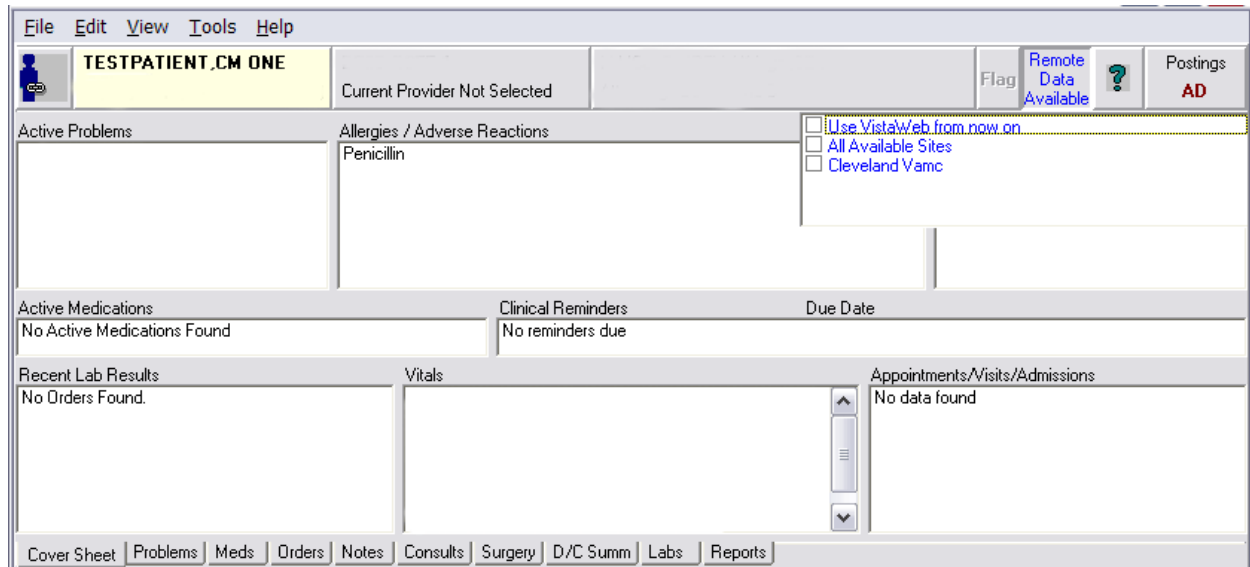 File Edit View Tools Help
TESTPATIENT,CM ONE
Current Provider Not Selected
Flag
Remote
Data
Available
?
Postings
AD
Active Problems
Allergies / Adverse Reactions
Penicillin
Use VistaWeb from now on
All Available Sites
Cleveland Vamc
Active Medications
No Active Medications Found
Clinical Reminders Due Date
No reminders due
Recent Lab Results
No Orders Found.
Vitals
Appointments/Visits/Admissions
No data found
Cover Sheet Problems Meds Orders Notes Consults Surgery D/C Summ Labs Reports